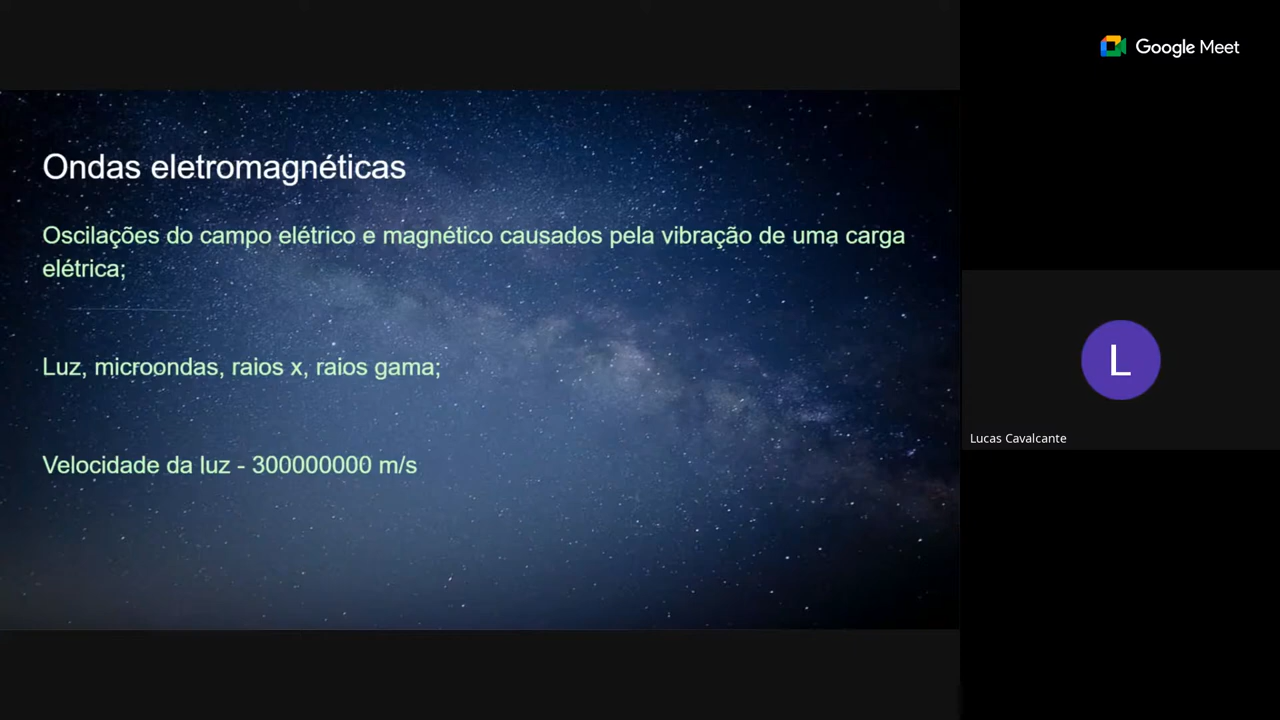 Google Meet
Ondas eletromagnéticas
Oscilações do campo elétrico e magnético causados pela vibração de uma carga
elétrica;
Luz, microondas, raios x, raios gama;
Velocidade da luz - 300000000 m/s
L
Lucas Cavalcante